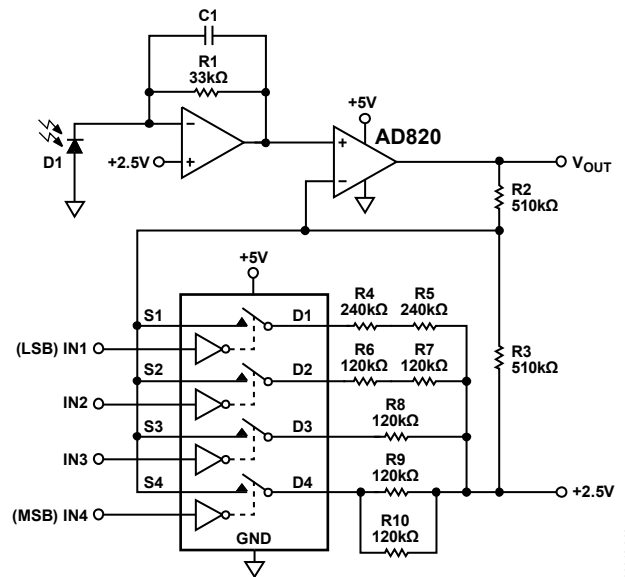 C1
R1
33kΩ
+5V
AD820
D1
+2.5V
VOUT
R2
510kΩ
+5V
R4
240kΩ
R5
240kΩ
S1
D1
(LSB) IN1
R6
120kΩ
R7
120kΩ
R3
510kΩ
S2
D2
IN2
R8
120kΩ
S3
D3
IN3
R9
120kΩ
S4
D4
+2.5V
(MSB) IN4
R10
120kΩ
GND